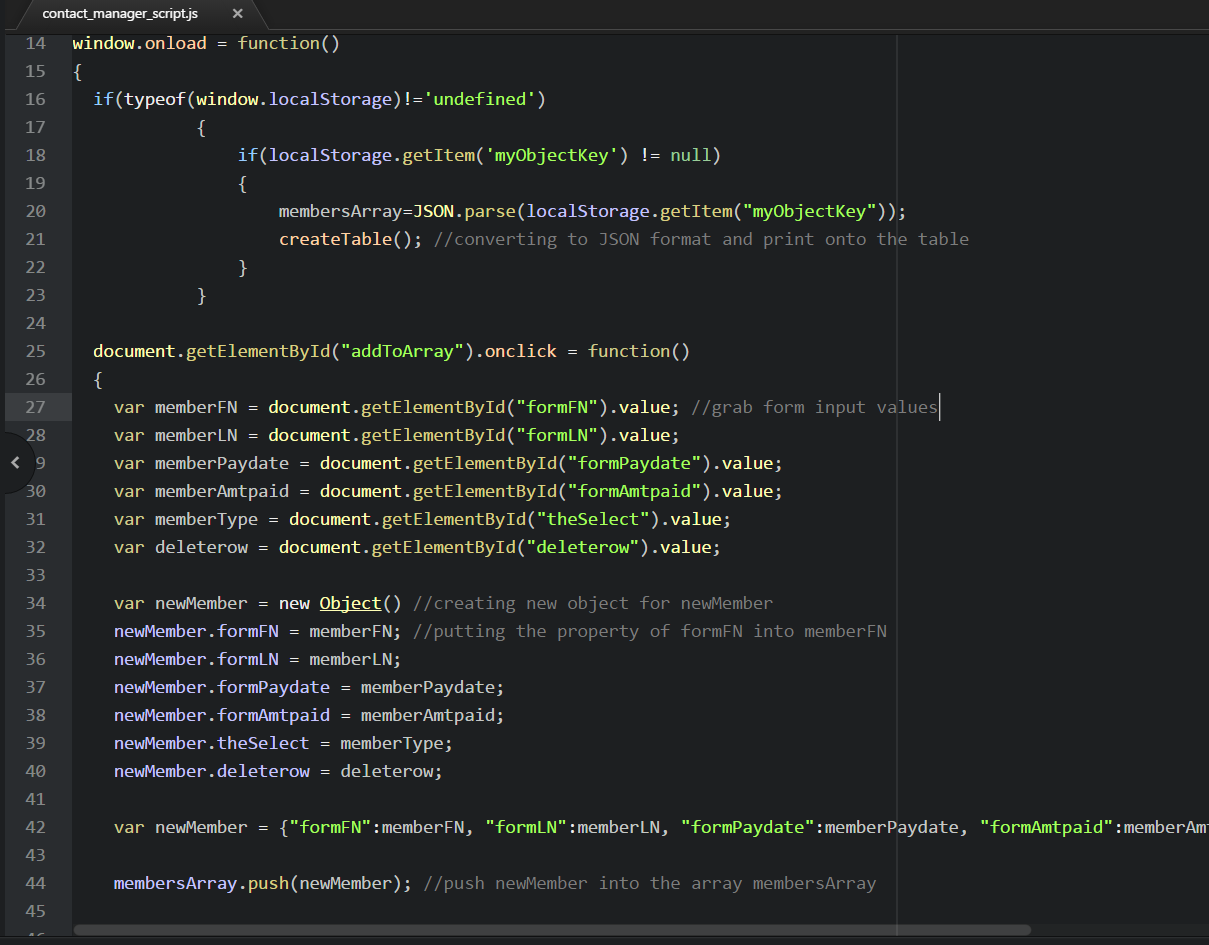 contact_manager_script.js ×
14 window.onload = function()
15 {
16 if(typeof(window.localStorage)!='undefined')
17 {
18 if(localStorage.getItem('myObjectKey') != null)
19 {
20 membersArray=JSON.parse(localStorage.getItem("myObjectKey"));
21 createTable(); //converting to JSON format and print onto the table
22 }
23 }
24
25 document.getElementById("addToArray").onclick = function()
26 {
27 var memberFN = document.getElementById("formFN").value; //grab form input values
28 var memberLN = document.getElementById("formLN").value;
9 var memberPaydate = document.getElementById("formPaydate").value;
30 var memberAmtpaid = document.getElementById("formAmtpaid").value;
31 var memberType = document.getElementById("theSelect").value;
32 var deleterow = document.getElementById("deleterow").value;
33
34 var newMember = new Object() //creating new object for newMember
35 newMember.formFN = memberFN; //putting the property of formFN into memberFN
36 newMember.formLN = memberLN;
37 newMember.formPaydate = memberPaydate;
38 newMember.formAmtpaid = memberAmtpaid;
39 newMember.theSelect = memberType;
40 newMember.deleterow = deleterow;
41
42 var newMember = {"formFN":memberFN, "formLN":memberLN, "formPaydate":memberPaydate, "formAmtpaid":memberAm
43
44 membersArray.push(newMember); //push newMember into the array membersArray
45